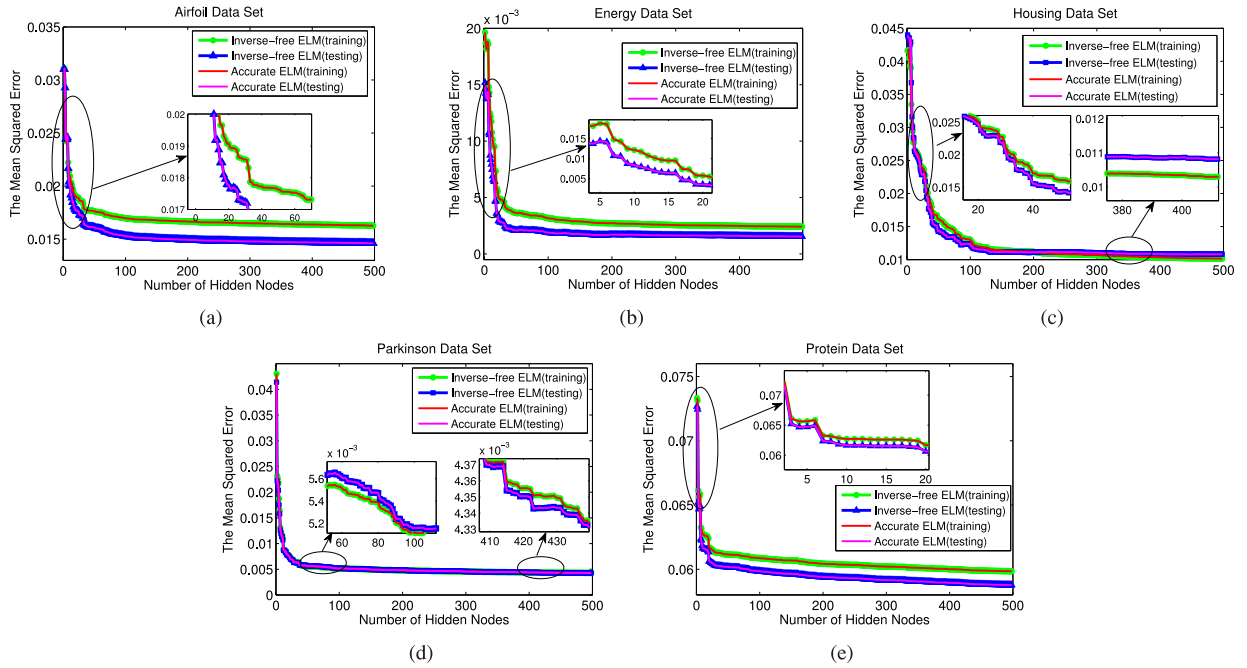 Airfoil Data Set
The Mean Squared Error
0.035
0.03
0.025
0.02
0.015
0 100 200 300 400 500
Number of Hidden Nodes
Inverse-free ELM(training)
Inverse-free ELM(testing)
Accurate ELM(training)
Accurate ELM(testing)
0.02
0.019
0.018
0.017
0 20 40 60
(a)
Energy Data Set
x 10⁻³
The Mean Squared Error
20
15
10
5
0
0 100 200 300 400
Number of Hidden Nodes
Inverse-free ELM(training)
Inverse-free ELM(testing)
Accurate ELM(training)
Accurate ELM(testing)
0.015
0.01
0.005
5 10 15 20
(b)
Housing Data Set
The Mean Squared Error
0.045
0.04
0.035
0.03
0.025
0.02
0.015
0.01
0 100 200 300 400 500
Number of Hidden Nodes
Inverse-free ELM(training)
Inverse-free ELM(testing)
Accurate ELM(training)
Accurate ELM(testing)
0.025
0.02
0.015
20 40
0.012
0.011
0.01
380 400
(c)
Parkinson Data Set
The Mean Squared Error
0.04
0.035
0.03
0.025
0.02
0.015
0.01
0.005
0
0 100 200 300 400 500
Number of Hidden Nodes
Inverse-free ELM(training)
Inverse-free ELM(testing)
Accurate ELM(training)
Accurate ELM(testing)
x 10⁻³
5.6
5.4
5.2
60 80 100
x 10⁻³
4.37
4.36
4.35
4.34
4.33
410 420 430
(d)
Protein Data Set
The Mean Squared Error
0.075
0.07
0.065
0.06
0 100 200 300 400 500
Number of Hidden Nodes
0.07
0.065
0.06
5 10 15 20
Inverse-free ELM(training)
Inverse-free ELM(testing)
Accurate ELM(training)
Accurate ELM(testing)
(e)